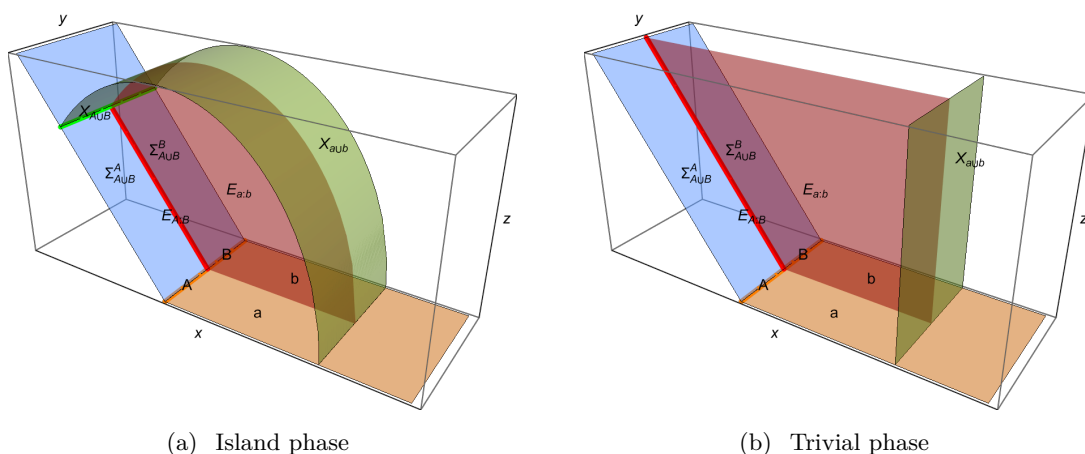 y
X_{A∪B}
Σ^B_{A∪B}
Σ^A_{A∪B}
X_{a∪b}
E_{a:b}
E_{A:B}
z
B
A
b
a
x
(a) Island phase
y
Σ^B_{A∪B}
Σ^A_{A∪B}
X_{a∪b}
E_{a:b}
E_{A:B}
z
B
A
b
a
x
(b) Trivial phase